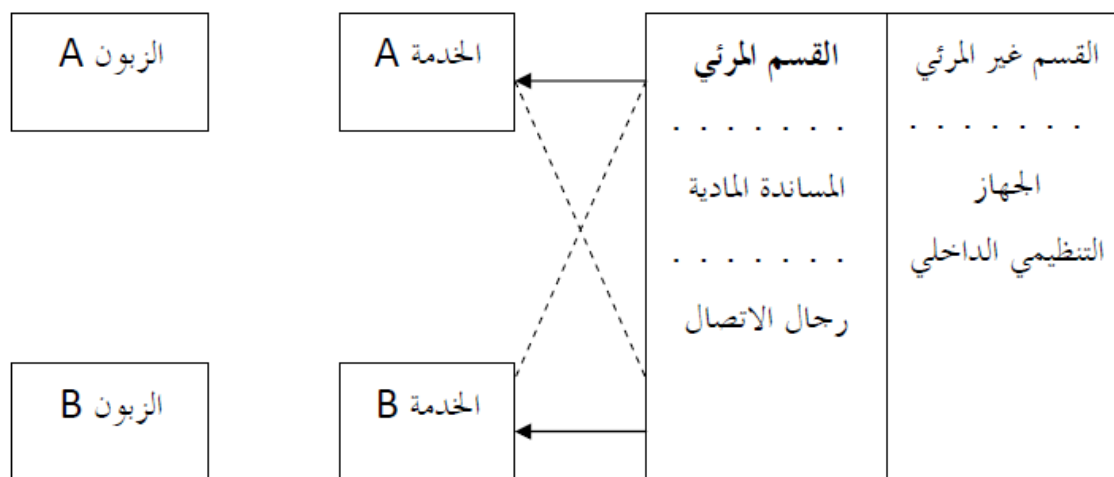 القسم غير المرئي
. . . . . . .
الجهاز
التنظيمي الداخلي
القسم المرئي
. . . . . . .
المساندة المادية
. . . . . . .
رجال الاتصال
الخدمة A
الزبون A
الخدمة B
الزبون B